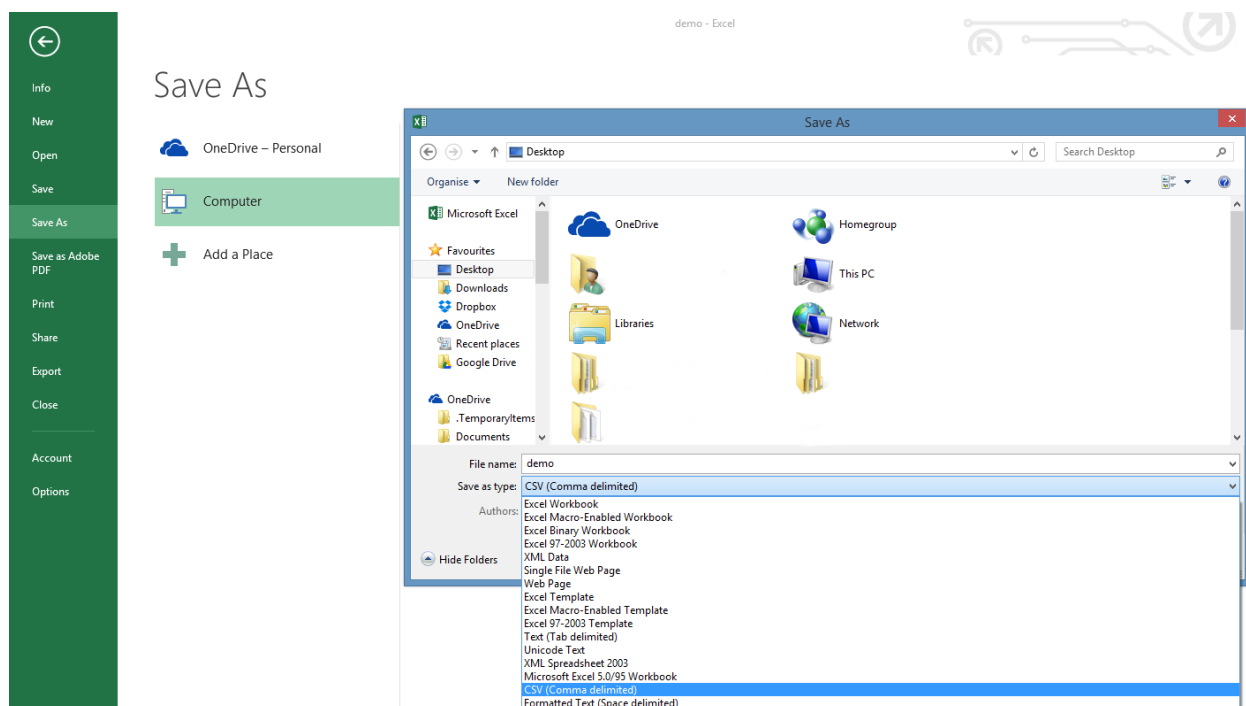 demo - Excel
Info
New
Open
Save
Save As
Save as Adobe
PDF
Print
Share
Export
Close
Account
Options
Save As
OneDrive – Personal
Computer
Add a Place
Save As
Desktop
Search Desktop
Organise
New folder
Microsoft Excel
Favourites
Desktop
Downloads
Dropbox
OneDrive
Recent places
Google Drive
OneDrive
.TemporaryItems
Documents
OneDrive
Homegroup
This PC
Libraries
Network
File name: demo
Save as type: CSV (Comma delimited)
Authors:
Hide Folders
Excel Workbook
Excel Macro-Enabled Workbook
Excel Binary Workbook
Excel 97-2003 Workbook
XML Data
Single File Web Page
Web Page
Excel Template
Excel Macro-Enabled Template
Excel 97-2003 Template
Text (Tab delimited)
Unicode Text
XML Spreadsheet 2003
Microsoft Excel 5.0/95 Workbook
CSV (Comma delimited)
Formatted Text (Space delimited)